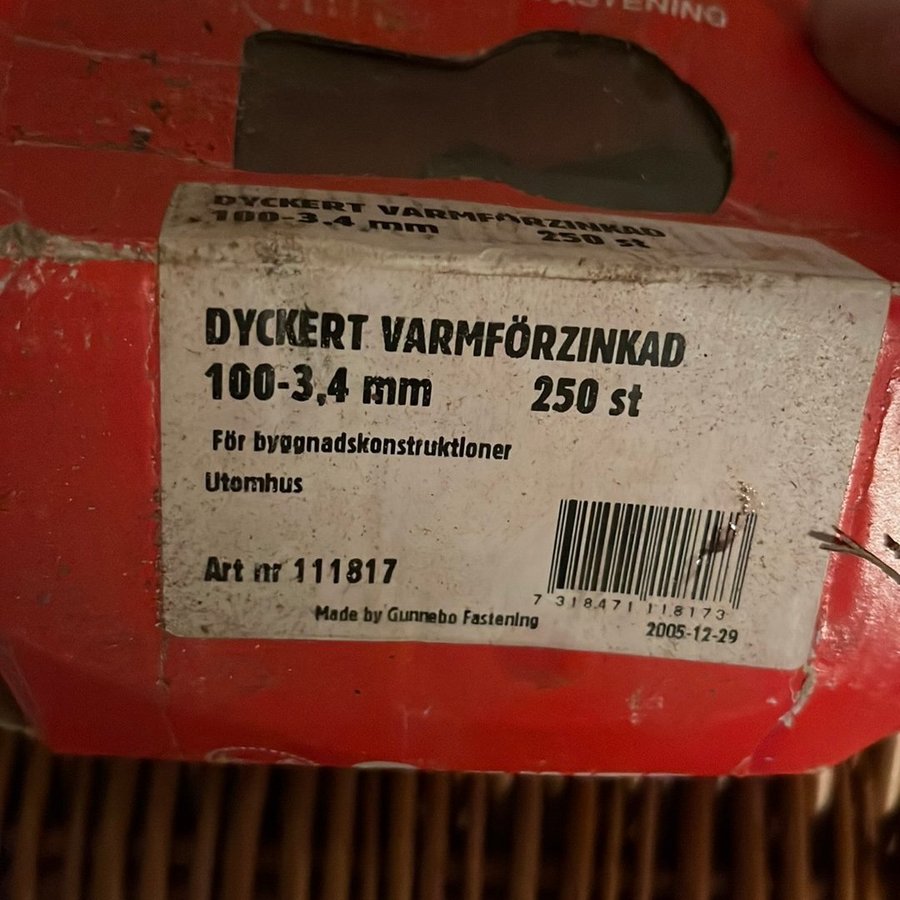 FASTENING
DYCKERT VARMFÖRZINKAD
100-3.4 mm 250 st
DYCKERT VARMFÖRZINKAD
100-3,4 mm 250 st
För byggnadskonstruktioner
Utomhus
Art nr 111817
7 318471 118173
Made by Gunnebo Fastening
2005-12-29